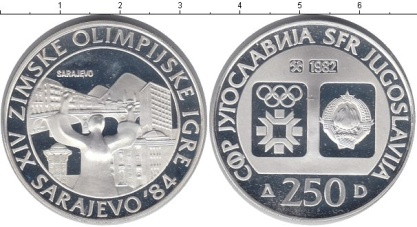 1 2 3 4 5 6
XIV ZIMSKE OLIMPIJSKE IGRE
SARAJEVO
SARAJEVO '84
СФР ЈУГОСЛАВИЈА SFR JUGOSLAVIJA
1982
250 D